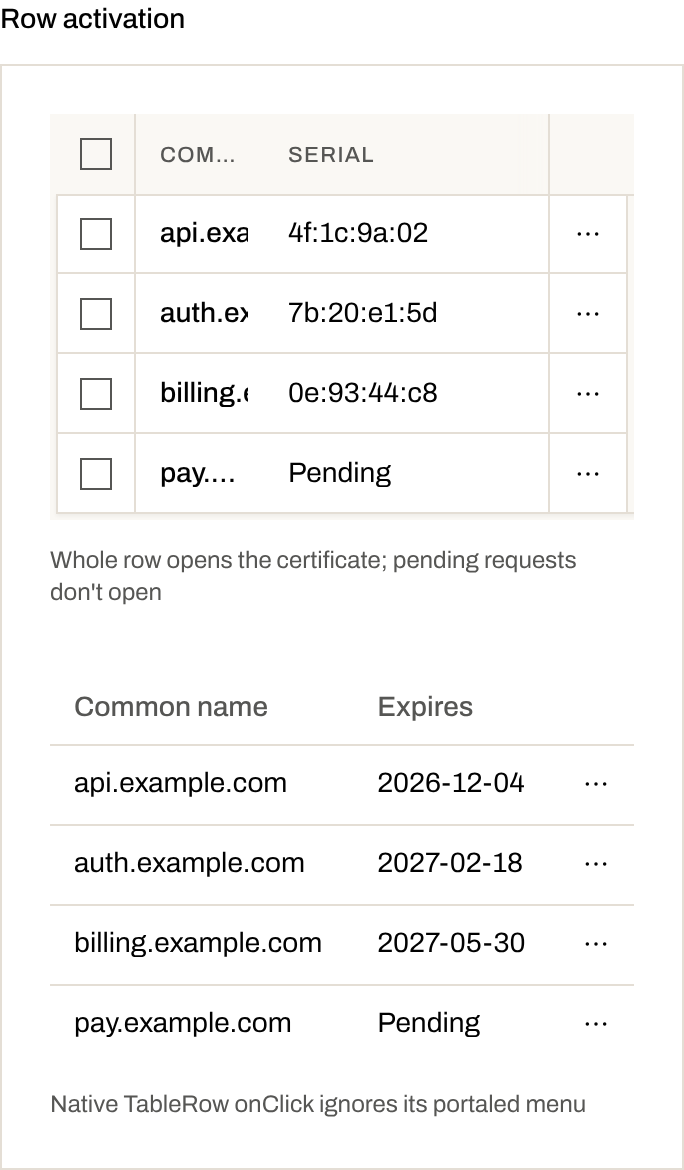 Row activation
COM... SERIAL
api.exa 4f:1c:9a:02 ...
auth.ex 7b:20:e1:5d ...
billing.e 0e:93:44:c8 ...
pay.... Pending ...
Whole row opens the certificate; pending requests
don't open
Common name Expires
api.example.com 2026-12-04 ...
auth.example.com 2027-02-18 ...
billing.example.com 2027-05-30 ...
pay.example.com Pending ...
Native TableRow onClick ignores its portaled menu